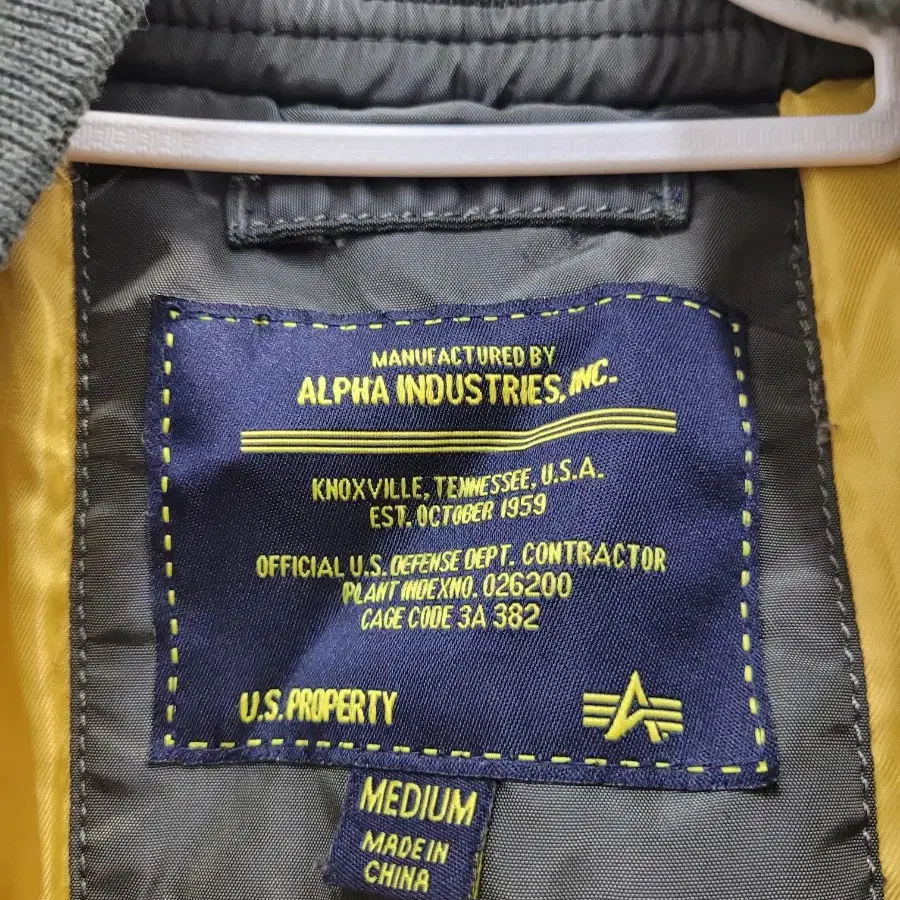 MANUFACTURED BY
ALPHA INDUSTRIES, INC.
KNOXVILLE, TENNESSEE, U.S.A.
EST. OCTOBER 1959
OFFICIAL U.S. DEFENSE DEPT. CONTRACTOR
PLANT INDEXNO. 026200
CAGE CODE 3A 382
U.S. PROPERTY
A
MEDIUM
MADE IN
CHINA